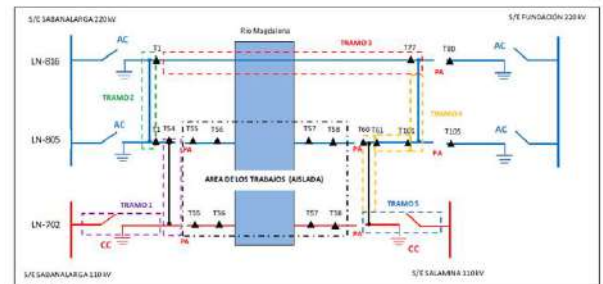 S/E SABANALARGA 220 kV
Río Magdalena
S/E FUNDACIÓN 220 kV
AC
T1
TRAMO 3
T77
T80
AC
LN-816
PA
TRAMO 2
TRAMO 4
AC
T1
T54
T55
T56
T57
T58
T60
T61
T101
T105
AC
LN-805
PA
PA
PA
AREA DE LOS TRABAJOS (AISLADA)
TRAMO 1
T55
T56
T57
T58
TRAMO 5
LN-702
CC
PA
PA
CC
S/E SABANALARGA 110 kV
S/E SALAMINA 110 kV